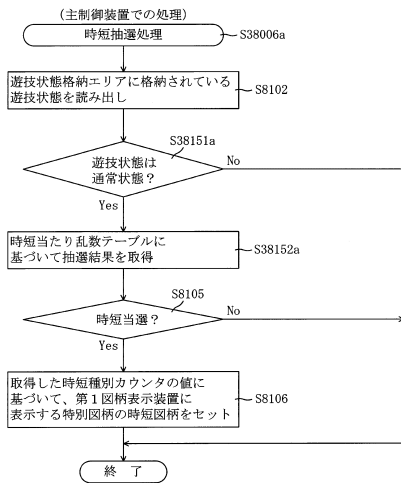 (主制御装置での処理)
時短抽選処理
S38006a
遊技状態格納エリアに格納されている
遊技状態を読み出し
S8102
S38151a
遊技状態は
通常状態？
No
Yes
時短当たり乱数テーブルに
基づいて抽選結果を取得
S38152a
S8105
時短当選？
No
Yes
取得した時短種別カウンタの値に
基づいて、第１図柄表示装置に
表示する特別図柄の時短図柄をセット
S8106
終 了